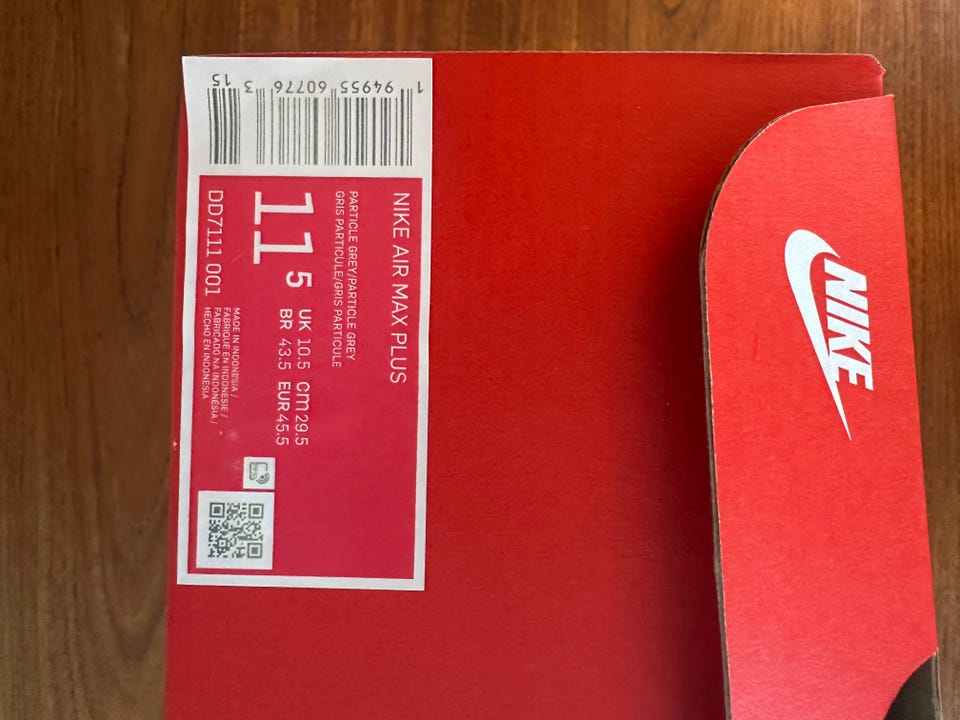 NIKE AIR MAX PLUS
PARTICLE GREY/PARTICLE GREY
GRIS PARTICULE/GRIS PARTICULE
11.5
UK 10.5 cm 29.5
BR 43.5 EUR 45.5
DD7111 001
MADE IN INDONESIA /
FABRIQUE EN INDONESIE /
FABRICADO NA INDONÉSIA /
HECHO EN INDONESIA
1 94955 60776 3 15
NIKE